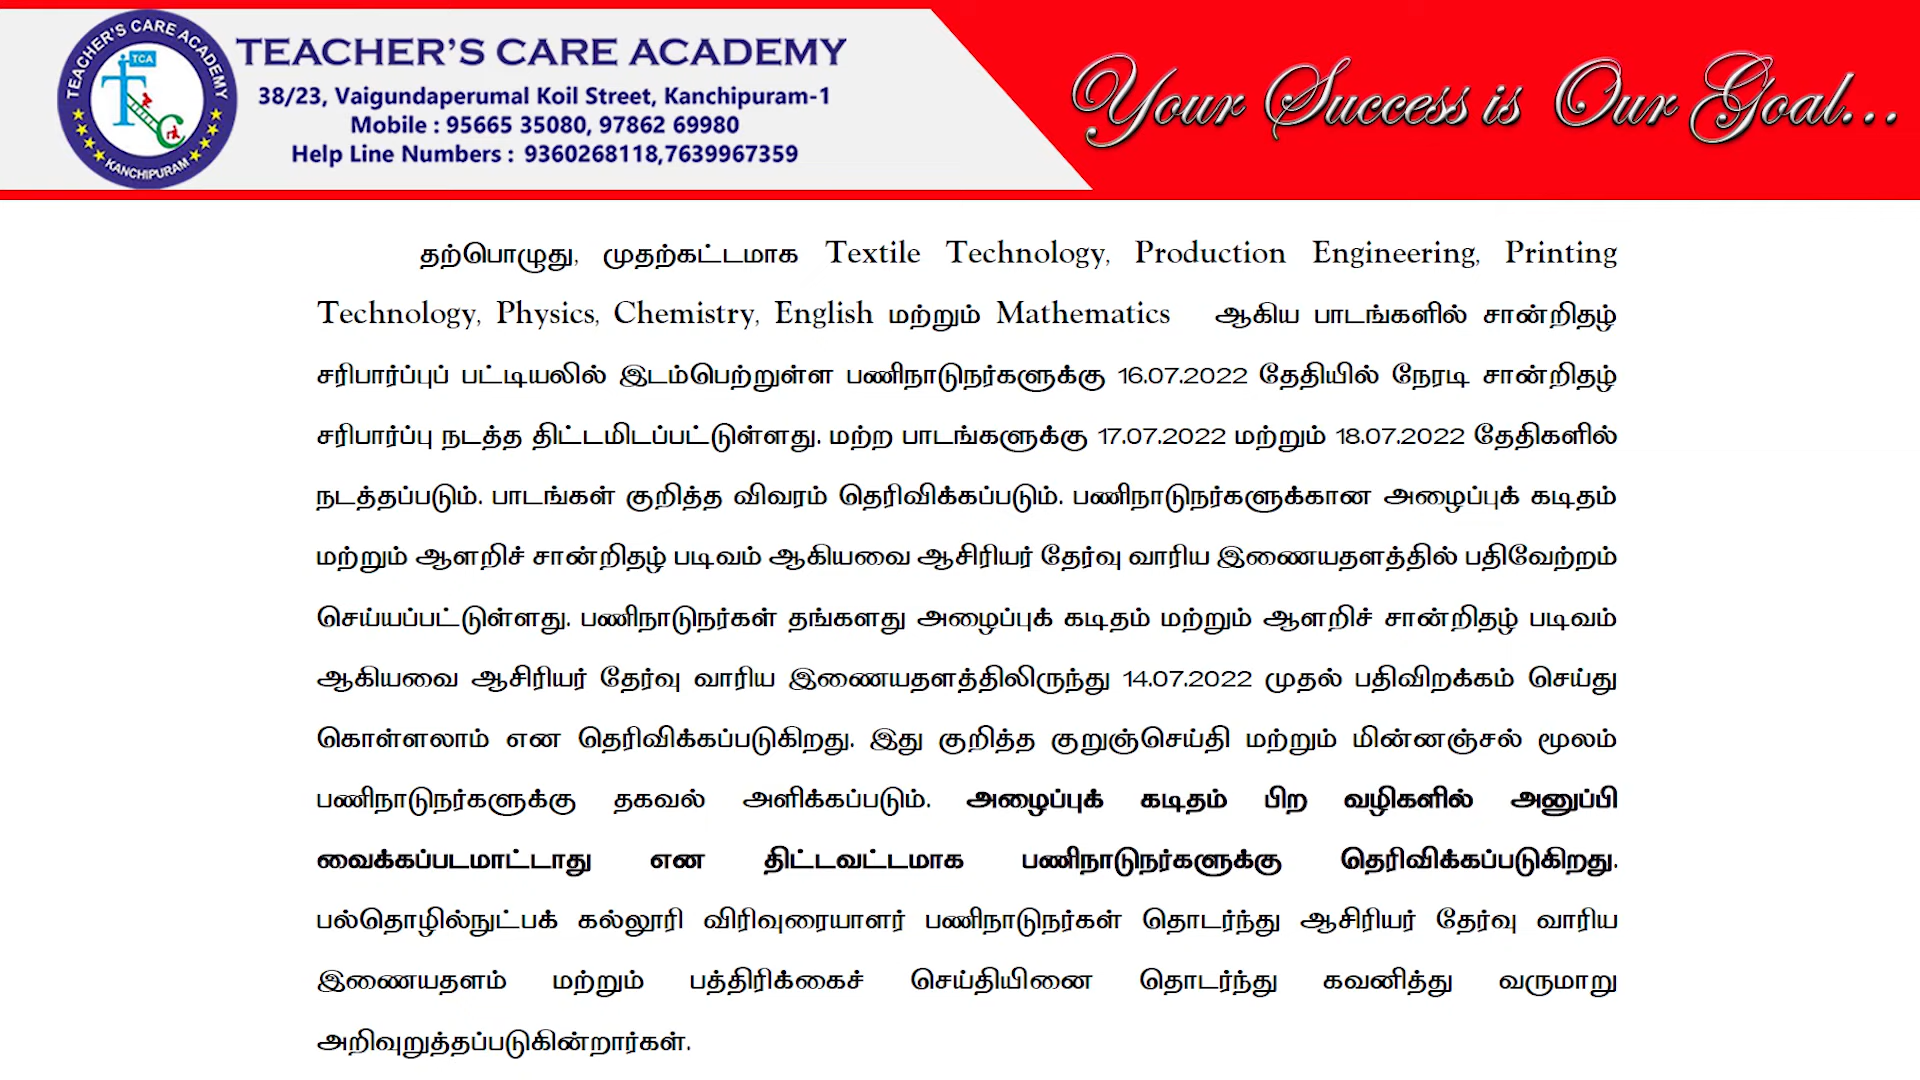 TEACHER'S CARE ACADEMY
TCA
KANCHIPURAM
TEACHER'S CARE ACADEMY
38/23, Vaigundaperumal Koil Street, Kanchipuram-1
Mobile : 95665 35080, 97862 69980
Help Line Numbers : 9360268118,7639967359
Your Success is Our Goal...
தற்பொழுது, முதற்கட்டமாக Textile Technology, Production Engineering, Printing
Technology, Physics, Chemistry, English மற்றும் Mathematics ஆகிய பாடங்களில் சான்றிதழ்
சரிபார்ப்புப் பட்டியலில் இடம்பெற்றுள்ள பணிநாடுநர்களுக்கு 16.07.2022 தேதியில் நேரடி சான்றிதழ்
சரிபார்ப்பு நடத்த திட்டமிடப்பட்டுள்ளது. மற்ற பாடங்களுக்கு 17.07.2022 மற்றும் 18.07.2022 தேதிகளில்
நடத்தப்படும். பாடங்கள் குறித்த விவரம் தெரிவிக்கப்படும். பணிநாடுநர்களுக்கான அழைப்புக் கடிதம்
மற்றும் ஆளறிச் சான்றிதழ் படிவம் ஆகியவை ஆசிரியர் தேர்வு வாரிய இணையதளத்தில் பதிவேற்றம்
செய்யப்பட்டுள்ளது. பணிநாடுநர்கள் தங்களது அழைப்புக் கடிதம் மற்றும் ஆளறிச் சான்றிதழ் படிவம்
ஆகியவை ஆசிரியர் தேர்வு வாரிய இணையதளத்திலிருந்து 14.07.2022 முதல் பதிவிறக்கம் செய்து
கொள்ளலாம் என தெரிவிக்கப்படுகிறது. இது குறித்த குறுஞ்செய்தி மற்றும் மின்னஞ்சல் மூலம்
பணிநாடுநர்களுக்கு தகவல் அளிக்கப்படும். அழைப்புக் கடிதம் பிற வழிகளில் அனுப்பி
வைக்கப்படமாட்டாது என திட்டவட்டமாக பணிநாடுநர்களுக்கு தெரிவிக்கப்படுகிறது.
பல்தொழில்நுட்பக் கல்லூரி விரிவுரையாளர் பணிநாடுநர்கள் தொடர்ந்து ஆசிரியர் தேர்வு வாரிய
இணையதளம் மற்றும் பத்திரிக்கைச் செய்தியினை தொடர்ந்து கவனித்து வருமாறு
அறிவுறுத்தப்படுகின்றார்கள்.